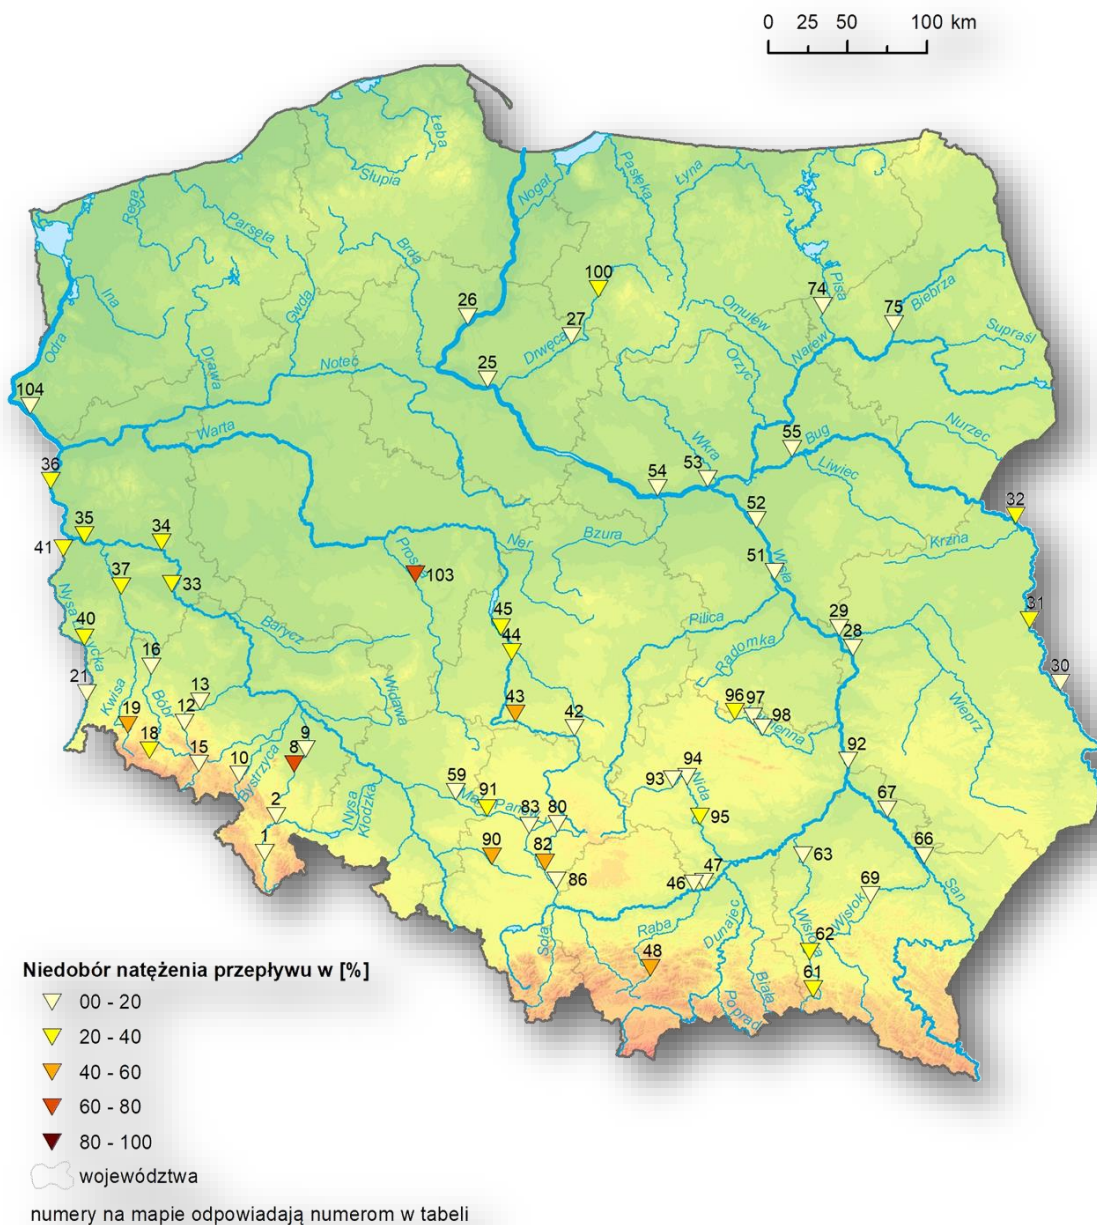 0 25 50 100 km
Łeba
Słupia
Nogat
Pasłęka
Łyna
Rega
Parsęta
Brda
100
74
Pisa
75
Biebrza
Ina
Gwda
26
27
Drwęca
Omulew
Supraśl
Odra
Drawa
Noteć
25
Orzyc
Narew
104
Warta
Wkra
55
Bug
Nurzec
36
54
53
Liwiec
35
34
52
32
41
Prosna
Ner
Bzura
Krzna
37
33
103
51
Wisła
Nysa
Łużycka
40
Barycz
45
44
Pilica
29
28
31
16
Radomka
30
21
Kwisa
19
Bóbr
13
12
Widawa
43
42
96
97
98
Iłżanka
Wieprz
18
15
10
Bystrzyca
8
9
94
93
Nida
92
59
91
Mała Panew
83
80
95
67
2
Nysa
Kłodzka
1
90
82
86
63
66
46
47
69
San
Soła
Raba
Dunajec
Wisłoka
Wisłok
48
62
61
Biała
Poprad
Niedobór natężenia przepływu w [%]
00 - 20
20 - 40
40 - 60
60 - 80
80 - 100
województwa
numery na mapie odpowiadają numerom w tabeli